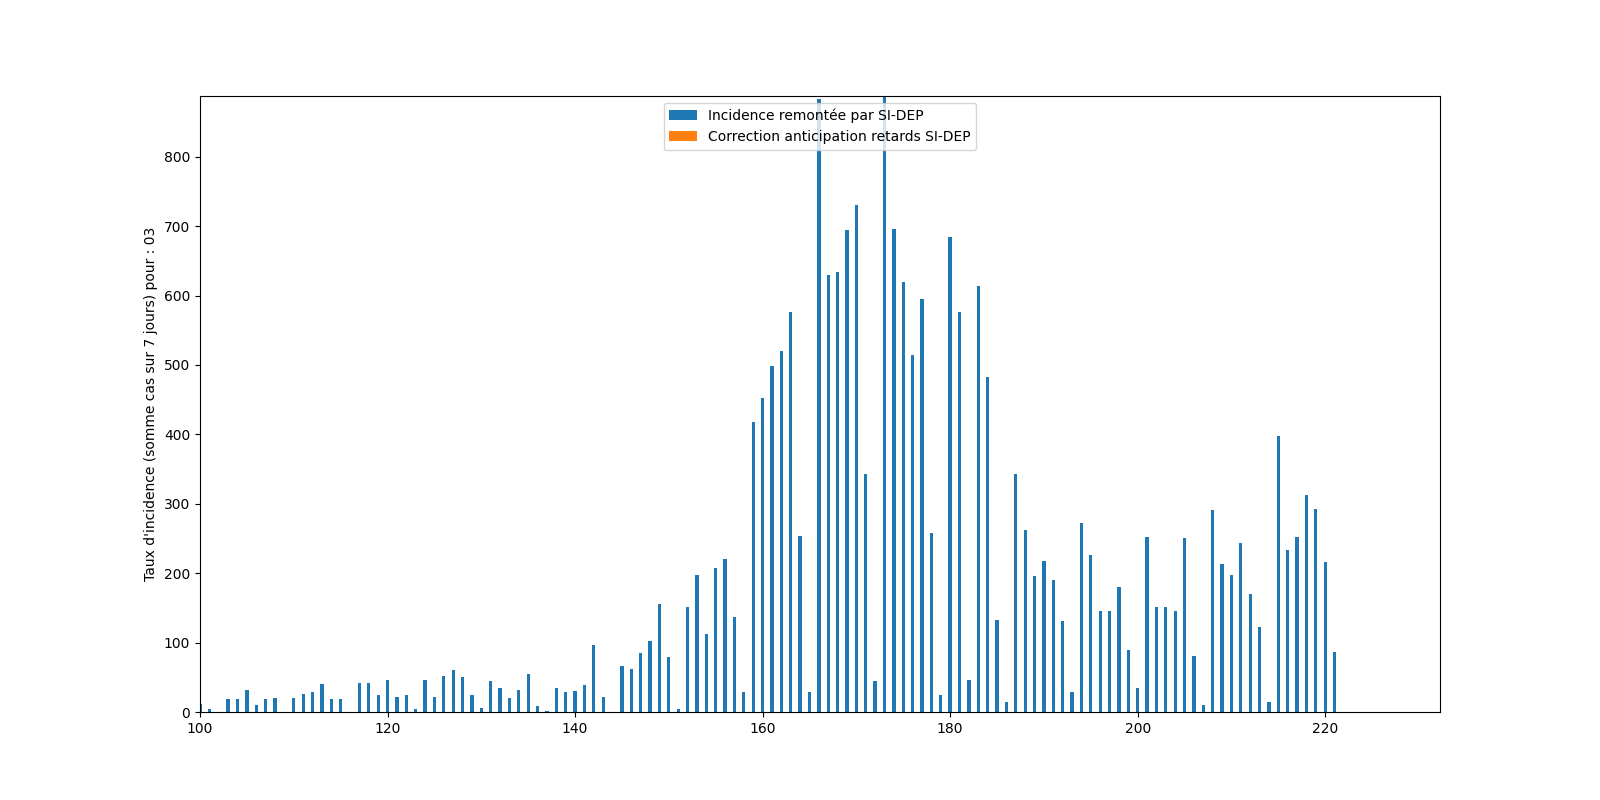 Incidence remontée par SI-DEP
Correction anticipation retards SI-DEP
Taux d'incidence (somme cas sur 7 jours) pour : 03
800
700
600
500
400
300
200
100
0
100 120 140 160 180 200 220